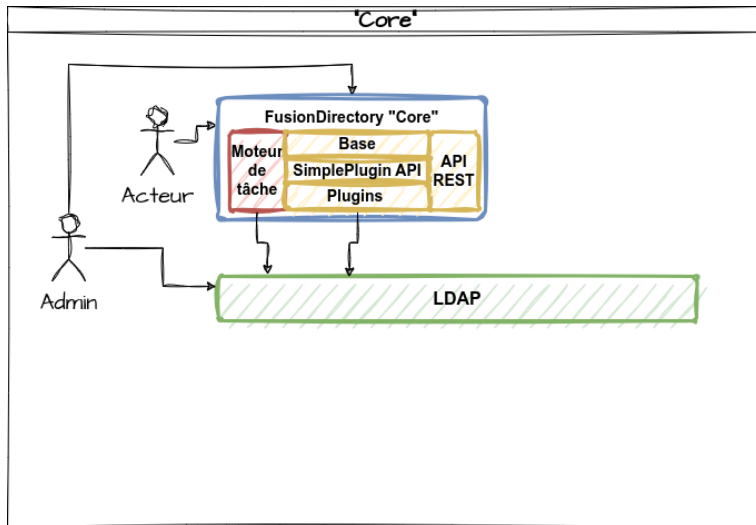 "Core"
FusionDirectory "Core"
Moteur
de
tâche
Base
SimplePlugin API
Plugins
API
REST
Acteur
Admin
LDAP